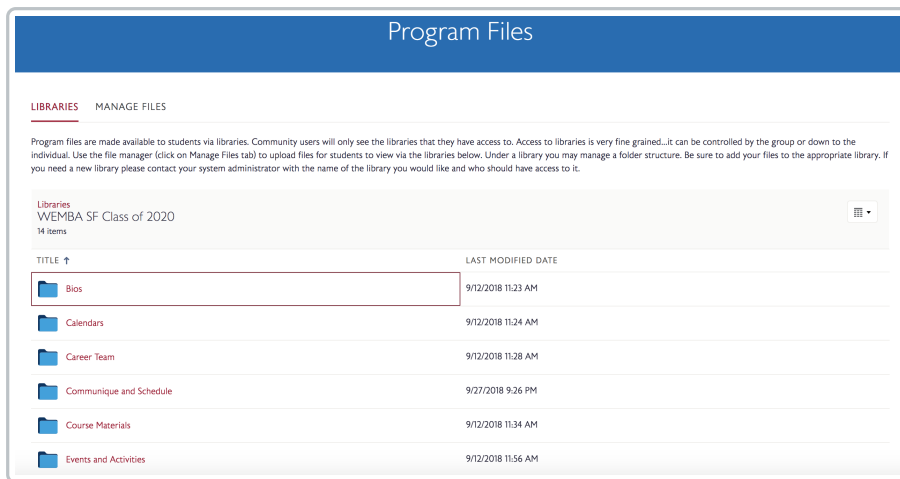 Program Files
LIBRARIES MANAGE FILES
Program files are made available to students via libraries. Community users will only see the libraries that they have access to. Access to libraries is very fine grained...it can be controlled by the group or down to the
individual. Use the file manager (click on Manage Files tab) to upload files for students to view via the libraries below. Under a library you may manage a folder structure. Be sure to add your files to the appropriate library. If
you need a new library please contact your system administrator with the name of the library you would like and who should have access to it.
Libraries
WEMBA SF Class of 2020
14 items
TITLE ↑ LAST MODIFIED DATE
Bios 9/12/2018 11:23 AM
Calendars 9/12/2018 11:24 AM
Career Team 9/12/2018 11:28 AM
Communique and Schedule 9/27/2018 9:26 PM
Course Materials 9/12/2018 11:34 AM
Events and Activities 9/12/2018 11:56 AM